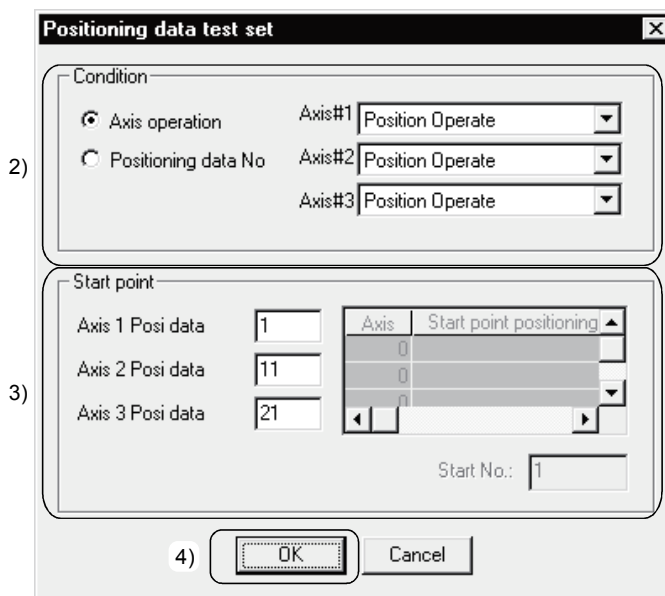 Positioning data test set
2)
Condition
Axis operation
Positioning data No
Axis#1 Position Operate
Axis#2 Position Operate
Axis#3 Position Operate
3)
Start point
Axis 1 Posi data 1
Axis 2 Posi data 11
Axis 3 Posi data 21
Axis Start point positioning
0
0
0
Start No.: 1
4)
OK Cancel